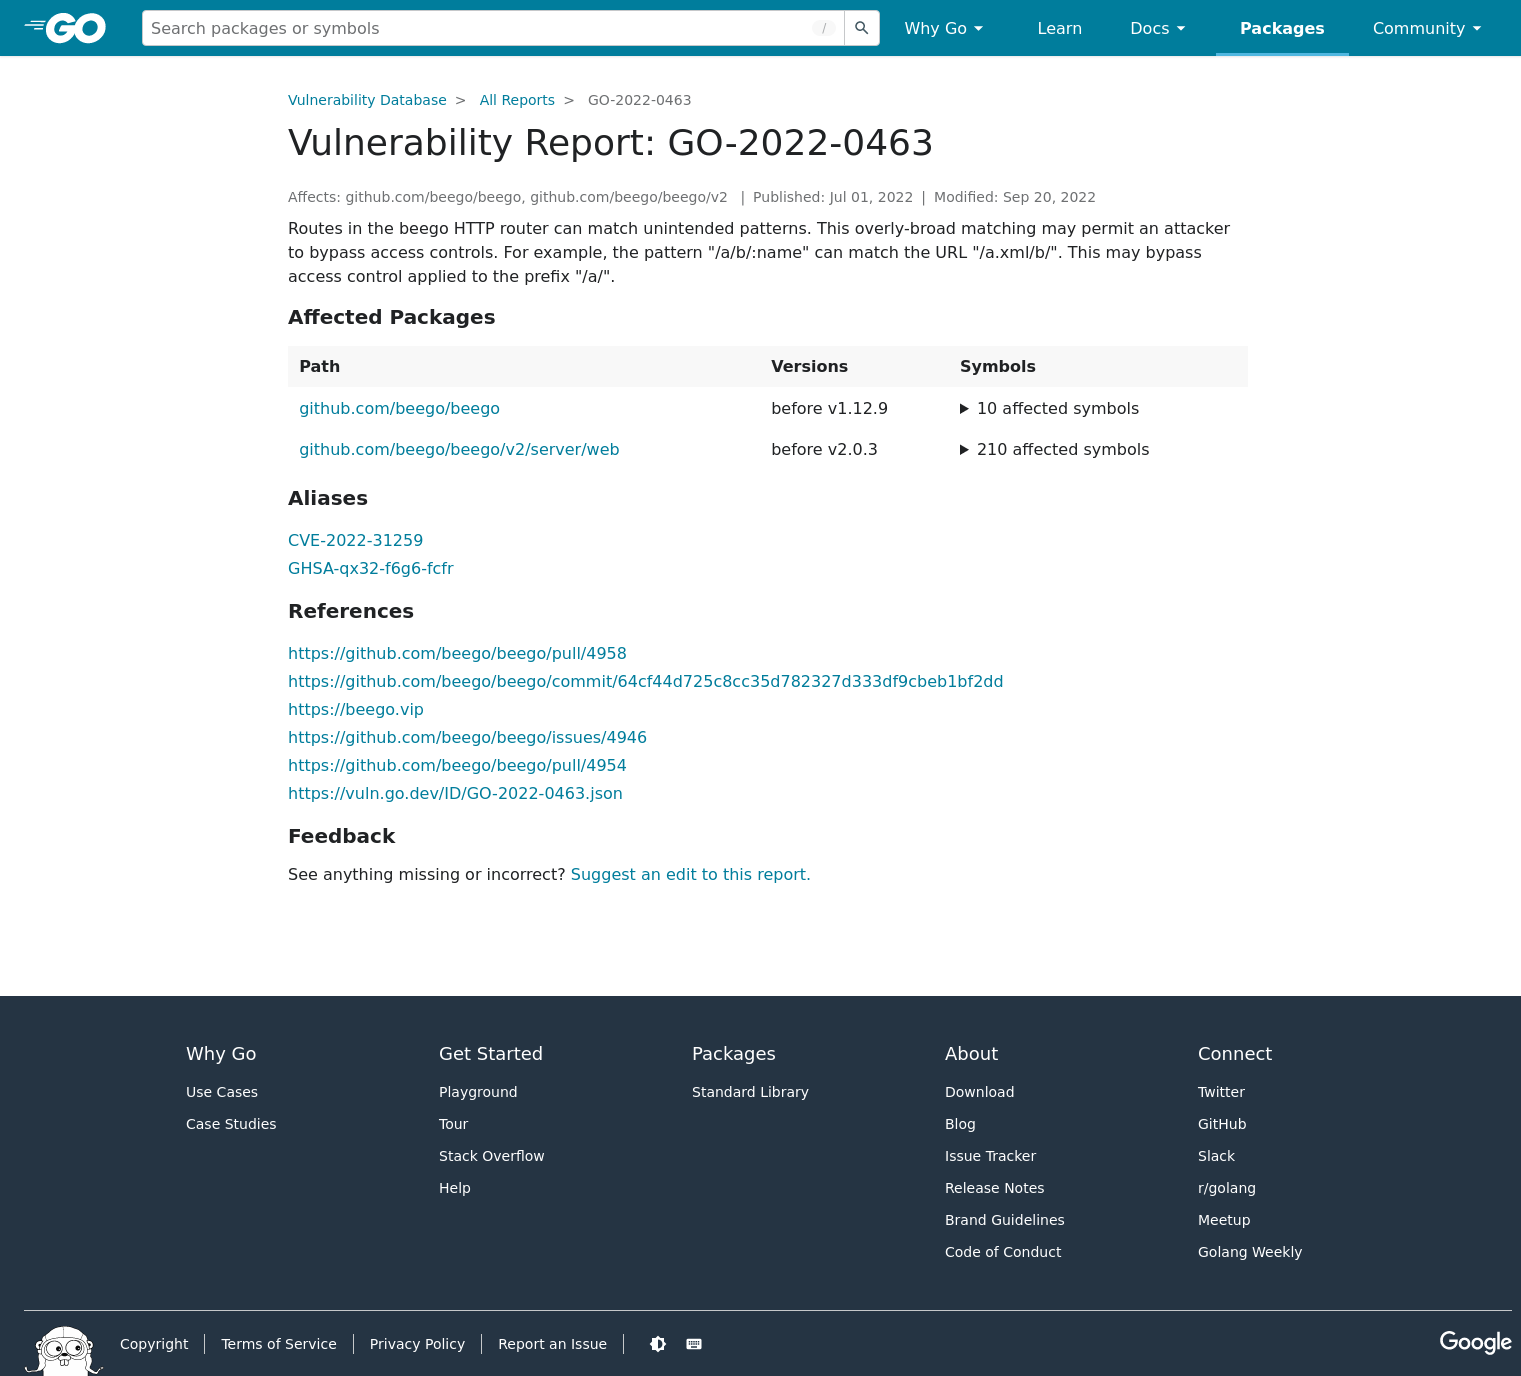 GO
Search packages or symbols
/
Why Go
Learn
Docs
Packages
Community
Vulnerability Database > All Reports > GO-2022-0463
Vulnerability Report: GO-2022-0463
Affects: github.com/beego/beego, github.com/beego/beego/v2 | Published: Jul 01, 2022 | Modified: Sep 20, 2022
Routes in the beego HTTP router can match unintended patterns. This overly-broad matching may permit an attacker
to bypass access controls. For example, the pattern "/a/b/:name" can match the URL "/a.xml/b/". This may bypass
access control applied to the prefix "/a/".
Affected Packages
Path Versions Symbols
github.com/beego/beego before v1.12.9 10 affected symbols
github.com/beego/beego/v2/server/web before v2.0.3 210 affected symbols
Aliases
CVE-2022-31259
GHSA-qx32-f6g6-fcfr
References
https://github.com/beego/beego/pull/4958
https://github.com/beego/beego/commit/64cf44d725c8cc35d782327d333df9cbeb1bf2dd
https://beego.vip
https://github.com/beego/beego/issues/4946
https://github.com/beego/beego/pull/4954
https://vuln.go.dev/ID/GO-2022-0463.json
Feedback
See anything missing or incorrect? Suggest an edit to this report.
Why Go
Use Cases
Case Studies
Get Started
Playground
Tour
Stack Overflow
Help
Packages
Standard Library
About
Download
Blog
Issue Tracker
Release Notes
Brand Guidelines
Code of Conduct
Connect
Twitter
GitHub
Slack
r/golang
Meetup
Golang Weekly
Copyright
Terms of Service
Privacy Policy
Report an Issue
Google